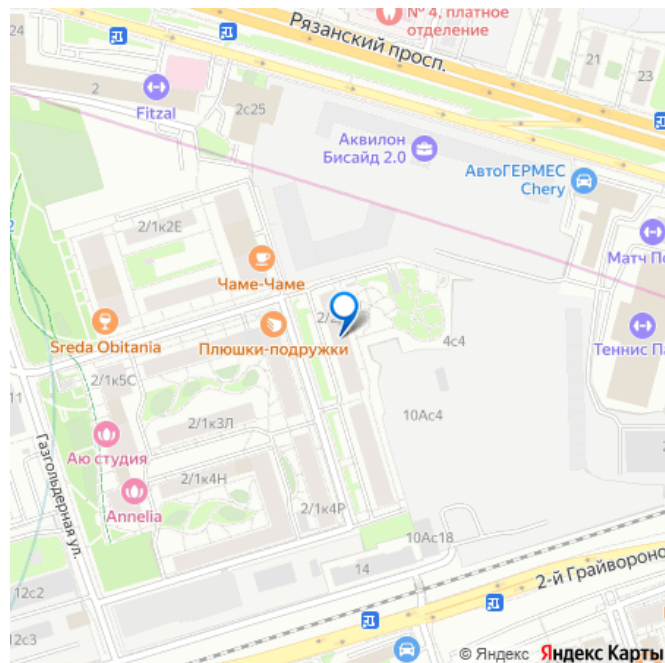 № 4, платное
отделение
Рязанский просп.
21
23
2
Fitzal
2с25
Аквилон
Бисайд 2.0
АвтоГЕРМЕС
Chery
2/1к2Е
Матч По
Чаме-Чаме
2/2
Sreda Obitania
Плюшки-подружки
4с4
Теннис Па
2/1к5С
11
10Ас4
2/1к3Л
Аю студия
Газгольдерная ул.
2/1к4Н
Annelia
2/1к4Р
10Ас18
14
2-й Грайвороно
12с2
12с3
© Яндекс Яндекс Карты